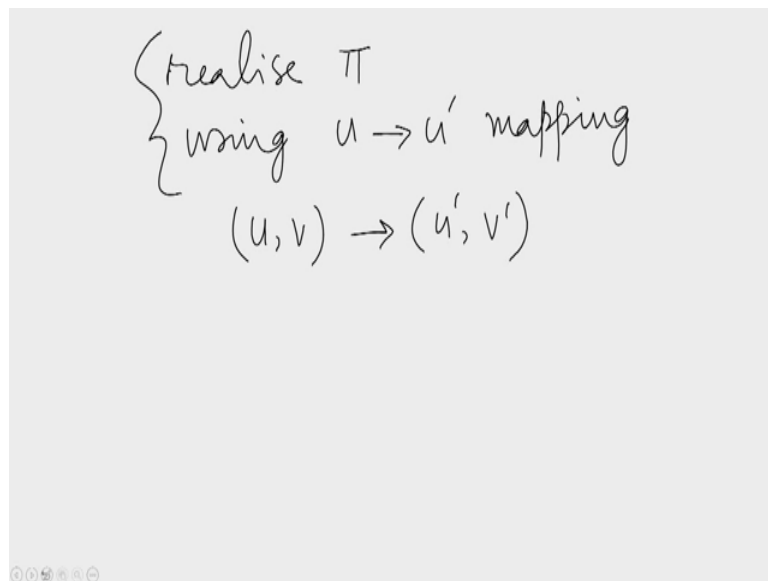 realise π
using u → u' mapping
(u, v) → (u', v')